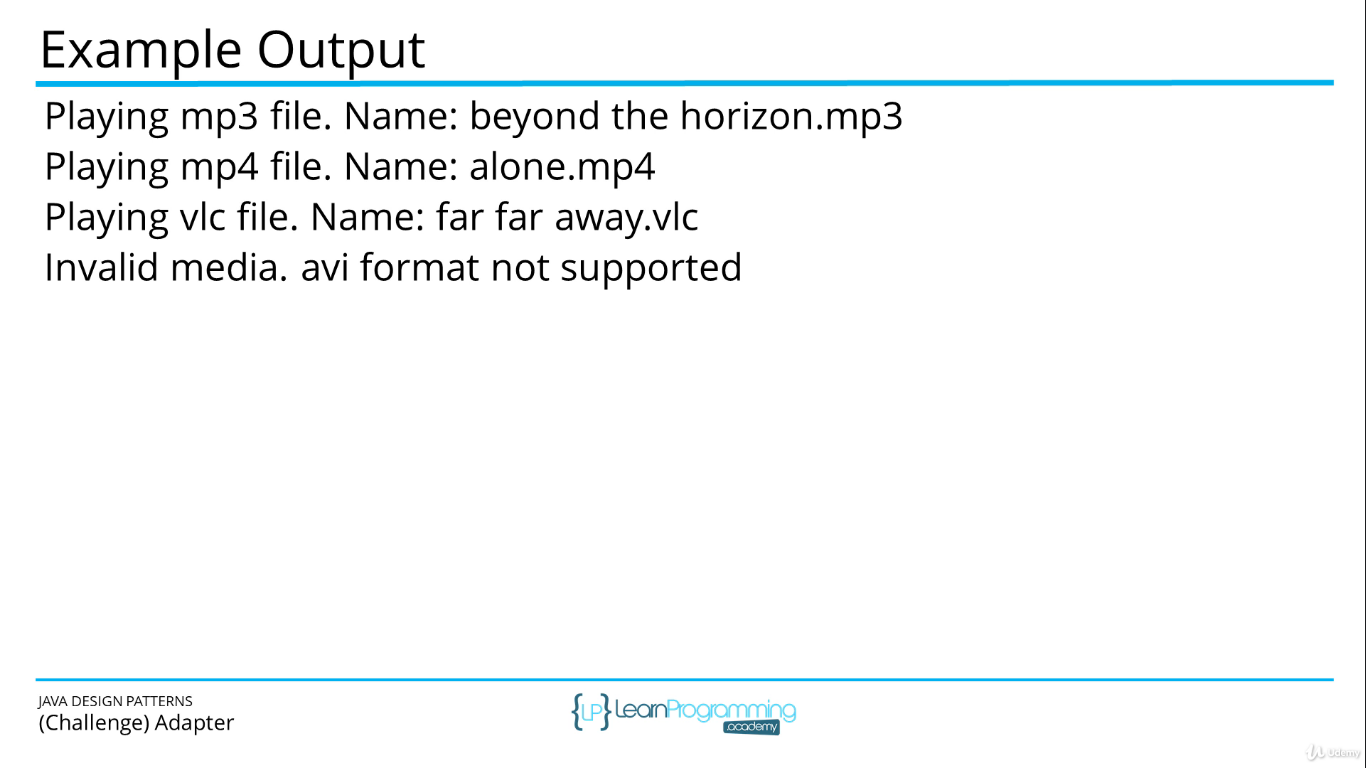 Example Output
Playing mp3 file. Name: beyond the horizon.mp3
Playing mp4 file. Name: alone.mp4
Playing vlc file. Name: far far away.vlc
Invalid media. avi format not supported
JAVA DESIGN PATTERNS
(Challenge) Adapter
{LP} LearnProgramming
.academy
Udemy